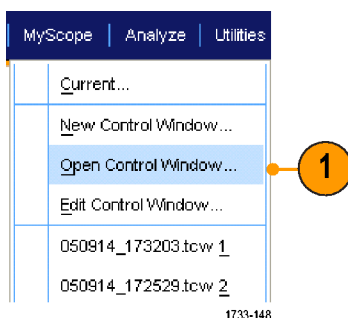 MyScope | Analyze | Utilities
Current...
New Control Window...
Open Control Window...
1
Edit Control Window...
050914_173203.tcw 1
050914_172529.tcw 2
1733-148